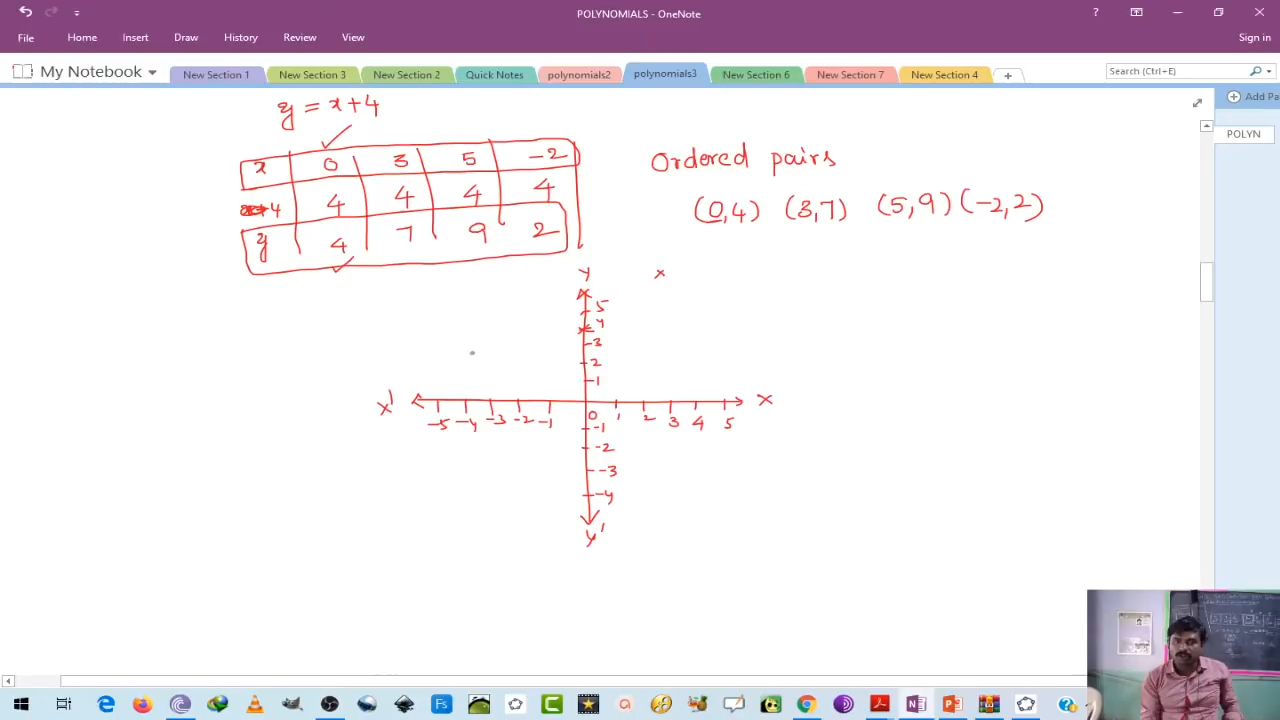 POLYNOMIALS - OneNote
?
File Home Insert Draw History Review View
Sign in
My Notebook
New Section 1 New Section 3 New Section 2 Quick Notes polynomials2 polynomials3 New Section 6 New Section 7 New Section 4
Search (Ctrl+E)
Add Pa
POLYN
y = x+4
x 0 3 5 -2
+4 4 4 4 4
y 4 7 9 2
Ordered pairs
(0,4) (3,7) (5,9) (-2,2)
y x
5
4
3
2
1
x' x
-5 -4 -3 -2 -1 0 1 2 3 4 5
-1
-2
-3
-4
y'